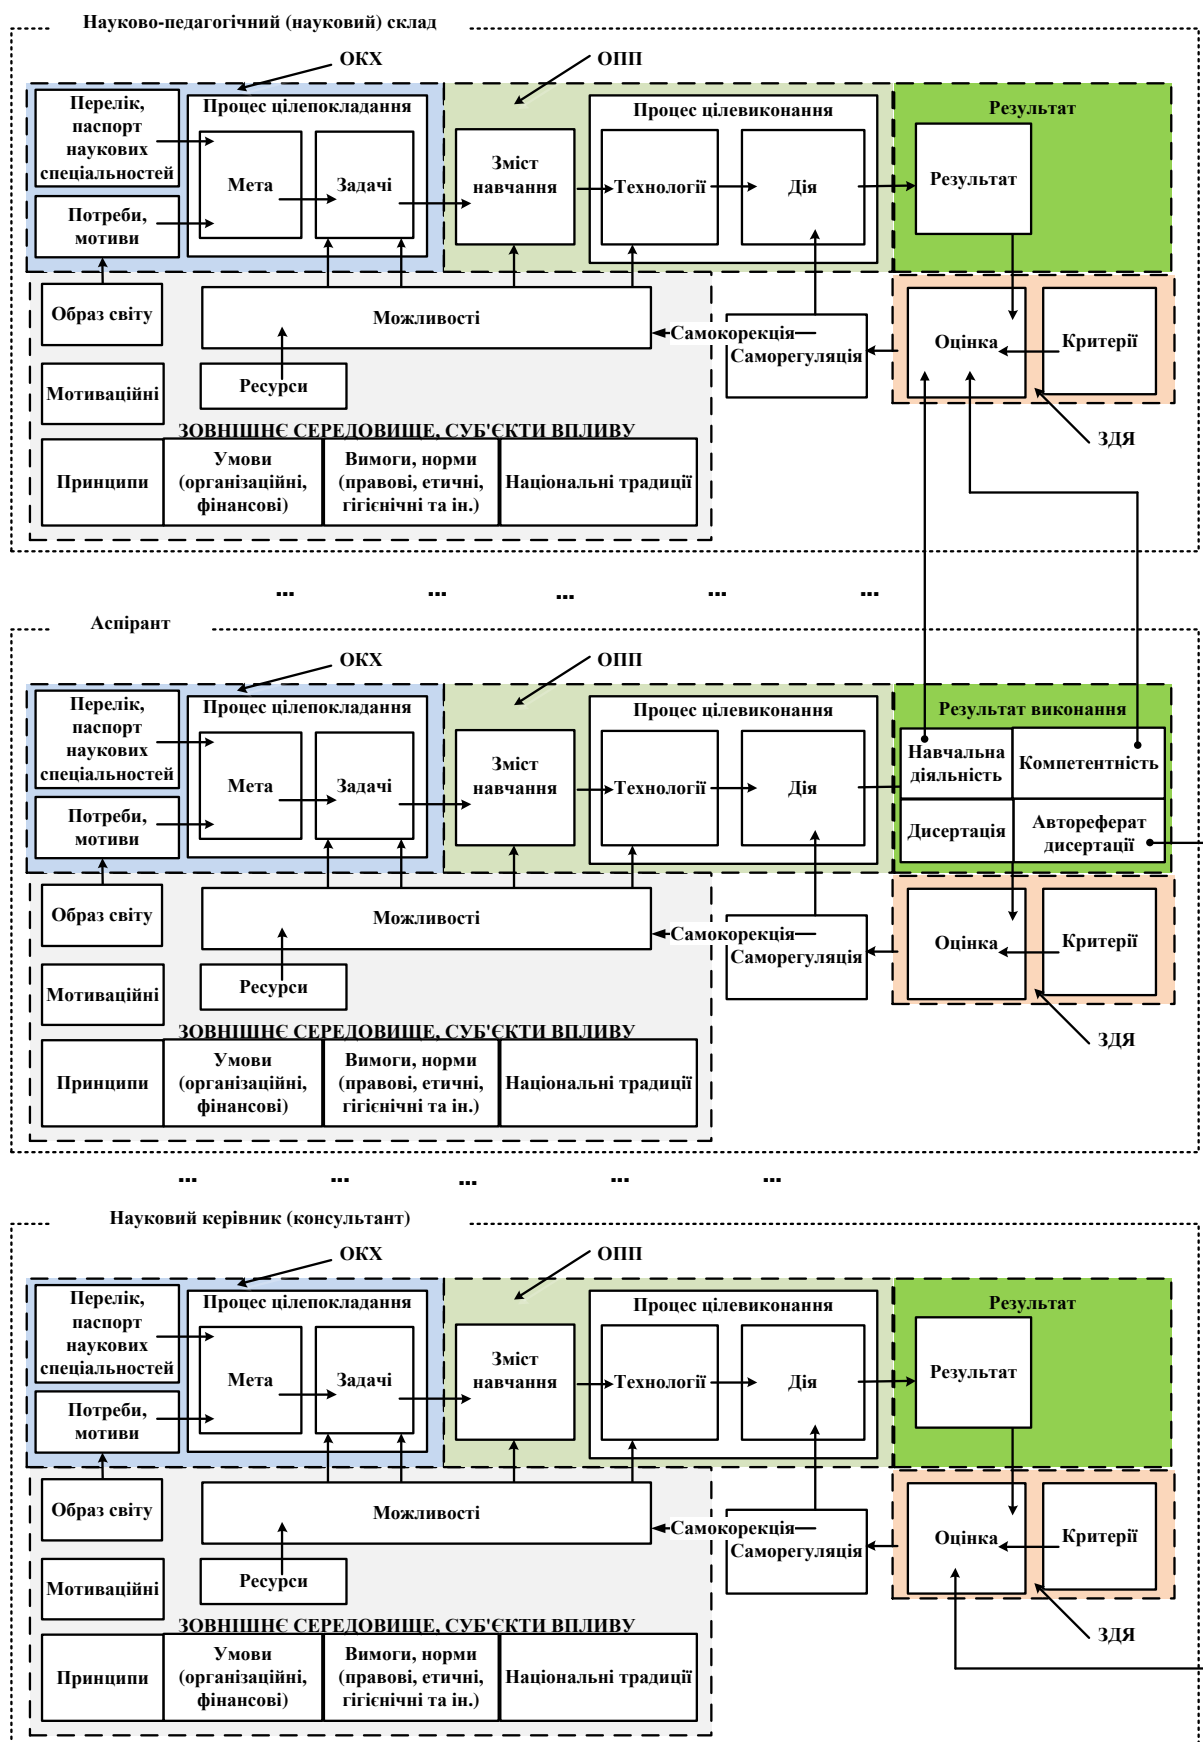 Науково-педагогічний (науковий) склад
ОКХ
ОПП
Перелік,
паспорт
наукових
спеціальностей
Процес цілепокладання
Процес цілевиконання
Результат
Мета
Задачі
Зміст
навчання
Технології
Дія
Результат
Потреби,
мотиви
Образ світу
Можливості
Самокорекція
Саморегуляція
Оцінка
Критерії
Мотиваційні
Ресурси
ЗОВНІШНЄ СЕРЕДОВИЩЕ, СУБ'ЄКТИ ВПЛИВУ
ЗДЯ
Принципи
Умови
(організаційні,
фінансові)
Вимоги, норми
(правові, етичні,
гігієнічні та ін.)
Національні традиції
... ... ... ... ...
Аспірант
ОКХ
ОПП
Перелік,
паспорт
наукових
спеціальностей
Процес цілепокладання
Процес цілевиконання
Результат виконання
Мета
Задачі
Зміст
навчання
Технології
Дія
Навчальна
діяльність
Компетентність
Потреби,
мотиви
Дисертація
Автореферат
дисертації
Образ світу
Можливості
Самокорекція
Саморегуляція
Оцінка
Критерії
Мотиваційні
Ресурси
ЗОВНІШНЄ СЕРЕДОВИЩЕ, СУБ'ЄКТИ ВПЛИВУ
ЗДЯ
Принципи
Умови
(організаційні,
фінансові)
Вимоги, норми
(правові, етичні,
гігієнічні та ін.)
Національні традиції
... ... ... ... ...
Науковий керівник (консультант)
ОКХ
ОПП
Перелік,
паспорт
наукових
спеціальностей
Процес цілепокладання
Процес цілевиконання
Результат
Мета
Задачі
Зміст
навчання
Технології
Дія
Результат
Потреби,
мотиви
Образ світу
Можливості
Самокорекція
Саморегуляція
Оцінка
Критерії
Мотиваційні
Ресурси
ЗОВНІШНЄ СЕРЕДОВИЩЕ, СУБ'ЄКТИ ВПЛИВУ
ЗДЯ
Принципи
Умови
(організаційні,
фінансові)
Вимоги, норми
(правові, етичні,
гігієнічні та ін.)
Національні традиції